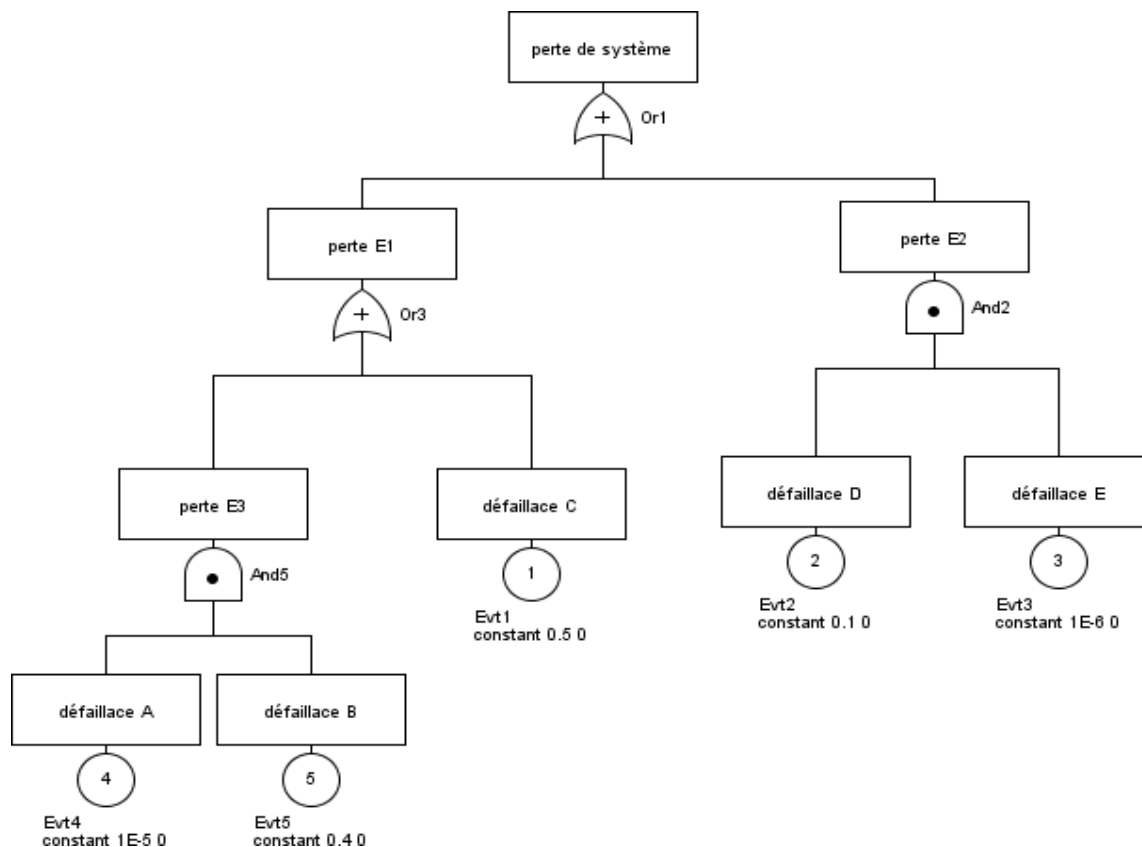 perte de système
+
Or1
perte E1
perte E2
+
Or3
And2
perte E3
défaillace C
défaillace D
défaillace E
And5
1
2
3
Evt1
constant 0.5 0
Evt2
constant 0.1 0
Evt3
constant 1E-6 0
défaillace A
défaillace B
4
5
Evt4
constant 1E-5 0
Evt5
constant 0.4 0